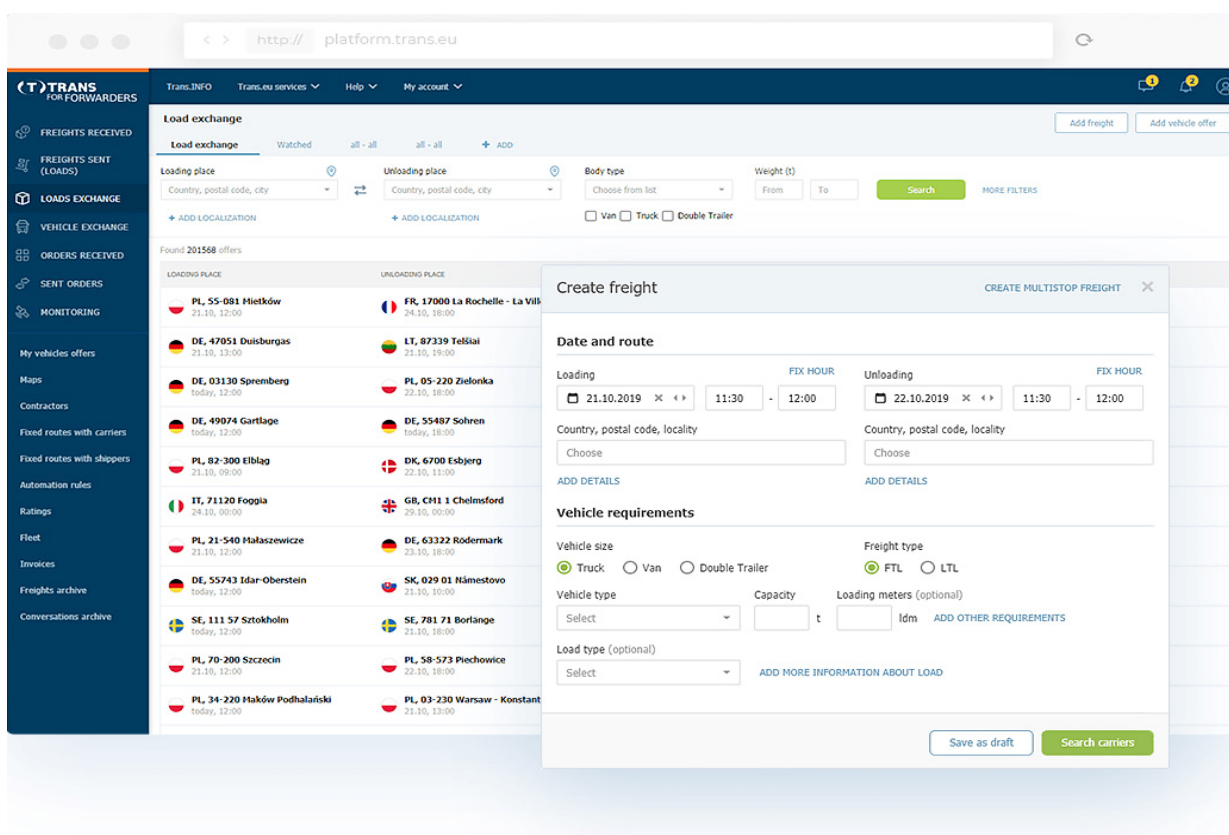 < > http:// platform.trans.eu
(T)TRANS
FOR FORWARDERS
Trans.INFO Trans.eu services Help My account 1 2
FREIGHTS RECEIVED
FREIGHTS SENT
(LOADS)
LOADS EXCHANGE
VEHICLE EXCHANGE
ORDERS RECEIVED
SENT ORDERS
MONITORING
My vehicles offers
Maps
Contractors
Fixed routes with carriers
Fixed routes with shippers
Automation rules
Ratings
Fleet
Invoices
Freights archive
Conversations archive
Load exchange
Add freight Add vehicle offer
Load exchange Watched all - all all - all + ADD
Loading place Unloading place Body type Weight (t)
Country, postal code, city Country, postal code, city Choose from list From To Search MORE FILTERS
+ ADD LOCALIZATION + ADD LOCALIZATION Van Truck Double Trailer
Found 201568 offers
LOADING PLACE UNLOADING PLACE
PL, 55-081 Mietków FR, 17000 La Rochelle - La Vill
21.10, 12:00 24.10, 18:00
DE, 47051 Duisburgas LT, 87339 Telšiai
21.10, 13:00 21.10, 19:00
DE, 03130 Spremberg PL, 05-220 Zielonka
today, 12:00 22.10, 18:00
DE, 49074 Gartlage DE, 55487 Sohren
today, 12:00 today, 18:00
PL, 82-300 Elbląg DK, 6700 Esbjerg
21.10, 09:00 22.10, 11:00
IT, 71120 Foggia GB, CM1 1 Chelmsford
24.10, 00:00 29.10, 00:00
PL, 21-540 Małaszewicze DE, 63322 Rödermark
21.10, 12:00 23.10, 18:00
DE, 55743 Idar-Oberstein SK, 029 01 Námestovo
today, 12:00 21.10, 10:00
SE, 111 57 Sztokholm SE, 781 71 Borlänge
today, 12:00 21.10, 18:00
PL, 70-200 Szczecin PL, 58-573 Piechowice
21.10, 12:00 22.10, 18:00
PL, 34-220 Maków Podhalański PL, 03-230 Warsaw - Konstant
today, 12:00 21.10, 13:00
Create freight CREATE MULTISTOP FREIGHT
Date and route
Loading FIX HOUR Unloading FIX HOUR
21.10.2019 11:30 - 12:00 22.10.2019 11:30 - 12:00
Country, postal code, locality Country, postal code, locality
Choose Choose
ADD DETAILS ADD DETAILS
Vehicle requirements
Vehicle size Freight type
Truck Van Double Trailer FTL LTL
Vehicle type Capacity Loading meters (optional)
Select t ldm ADD OTHER REQUIREMENTS
Load type (optional)
Select ADD MORE INFORMATION ABOUT LOAD
Save as draft Search carriers